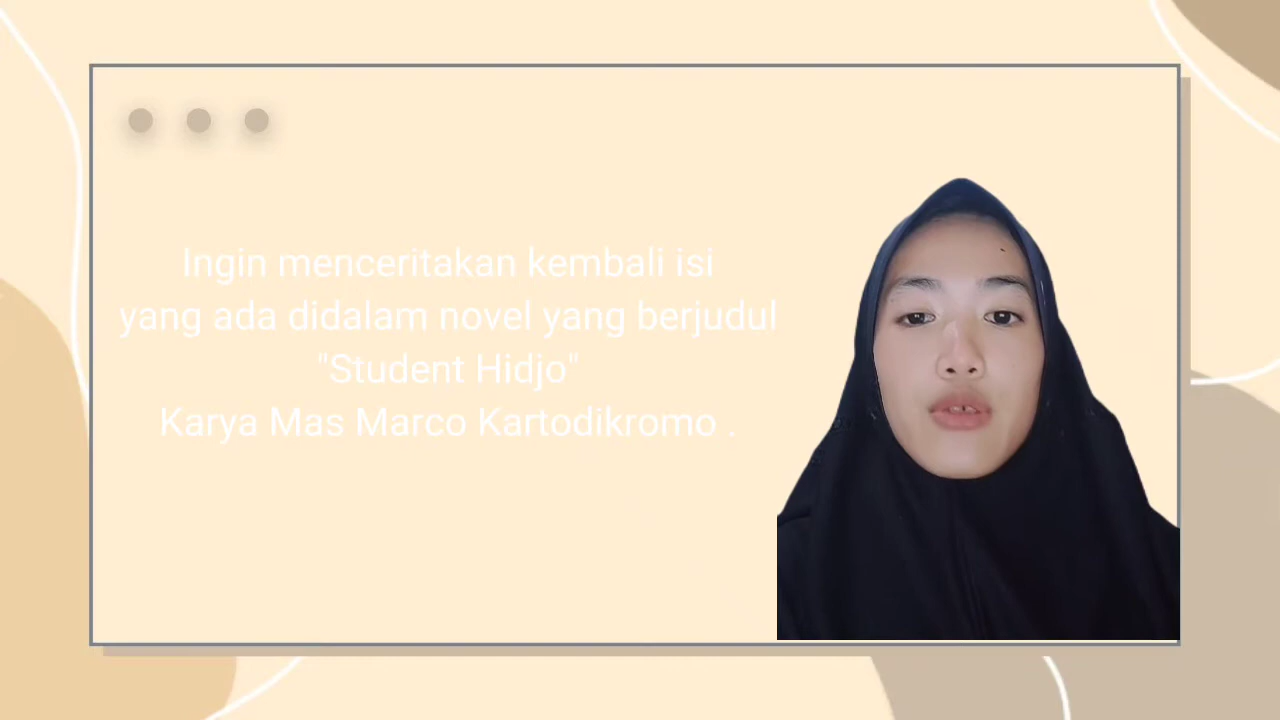 Ingin menceritakan kembali isi
yang ada didalam novel yang berjudul
"Student Hidjo"
Karya Mas Marco Kartodikromo .